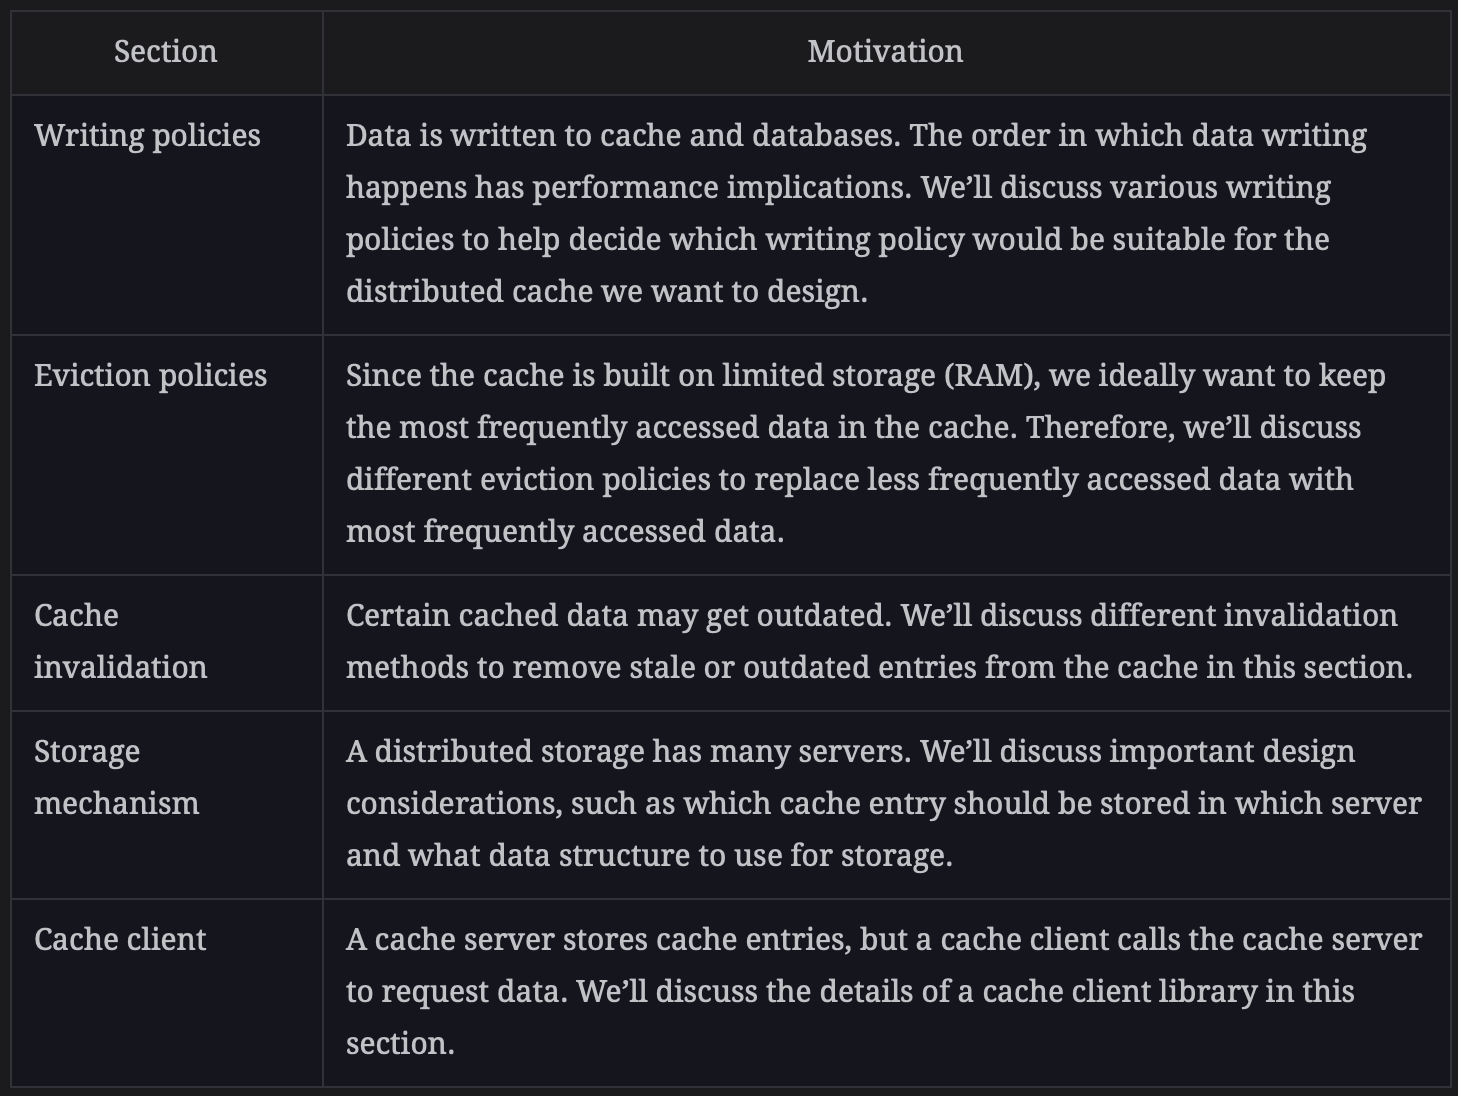 Section
Motivation
Writing policies
Data is written to cache and databases. The order in which data writing
happens has performance implications. We’ll discuss various writing
policies to help decide which writing policy would be suitable for the
distributed cache we want to design.
Eviction policies
Since the cache is built on limited storage (RAM), we ideally want to keep
the most frequently accessed data in the cache. Therefore, we’ll discuss
different eviction policies to replace less frequently accessed data with
most frequently accessed data.
Cache
invalidation
Certain cached data may get outdated. We’ll discuss different invalidation
methods to remove stale or outdated entries from the cache in this section.
Storage
mechanism
A distributed storage has many servers. We’ll discuss important design
considerations, such as which cache entry should be stored in which server
and what data structure to use for storage.
Cache client
A cache server stores cache entries, but a cache client calls the cache server
to request data. We’ll discuss the details of a cache client library in this
section.